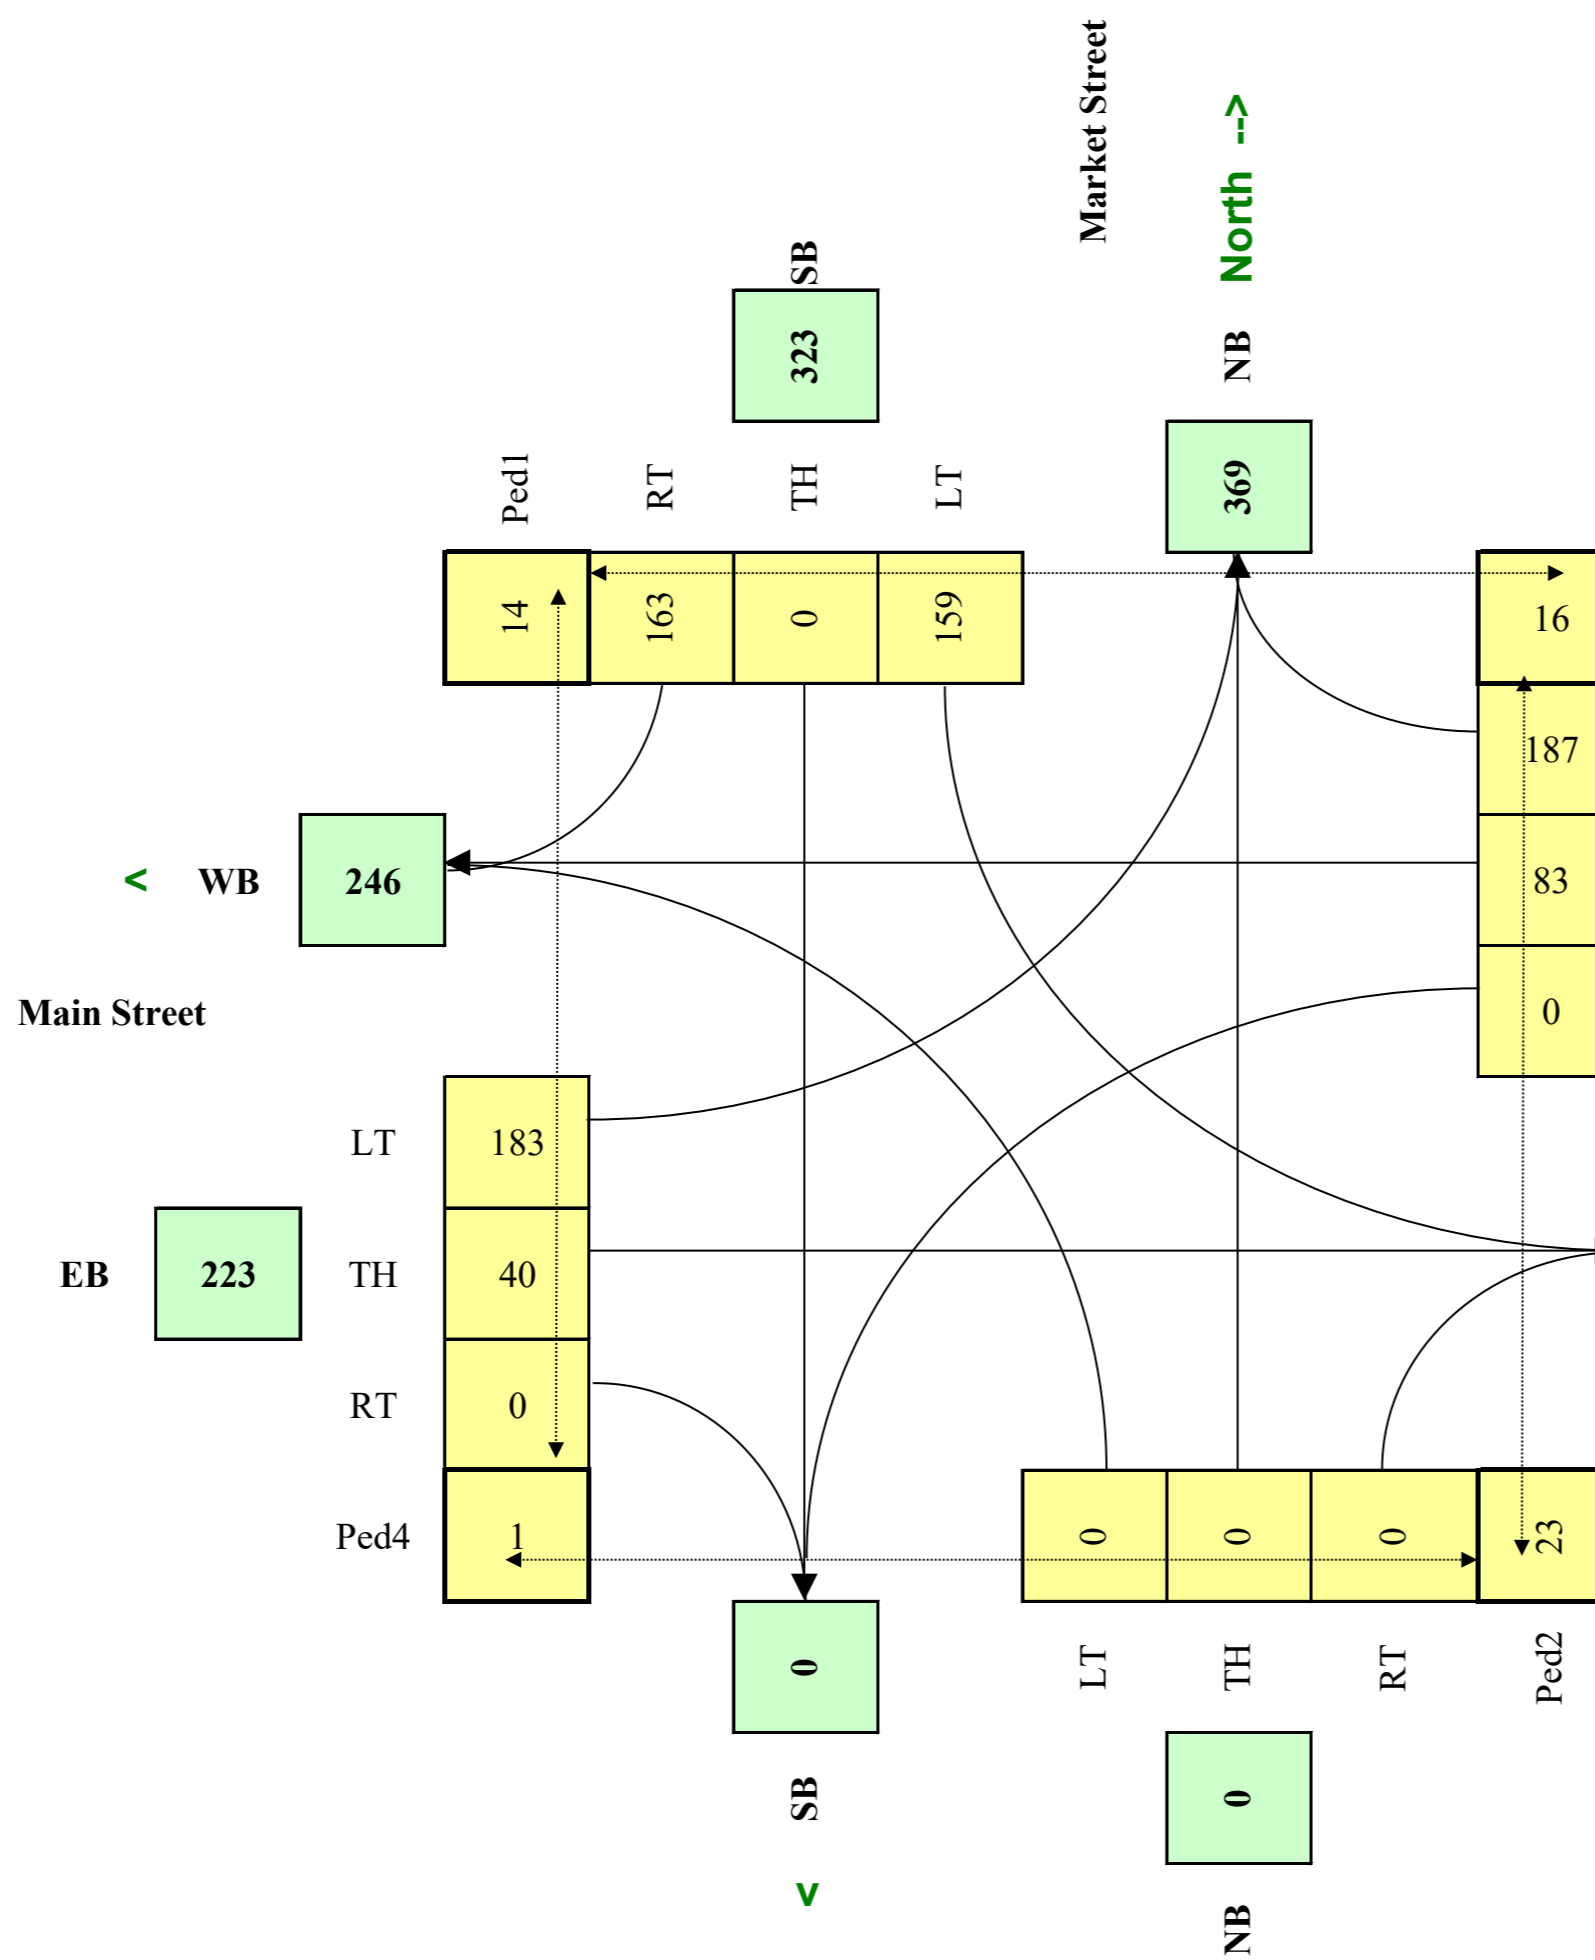 Market Street
North -->
SB
323
NB
369
Ped1
RT
TH
LT
14
163
0
159
16
187
83
0
<
WB
246
Main Street
LT
183
EB
223
TH
40
RT
0
Ped4
1
0
0
0
23
LT
TH
RT
Ped2
0
SB
0
NB
v